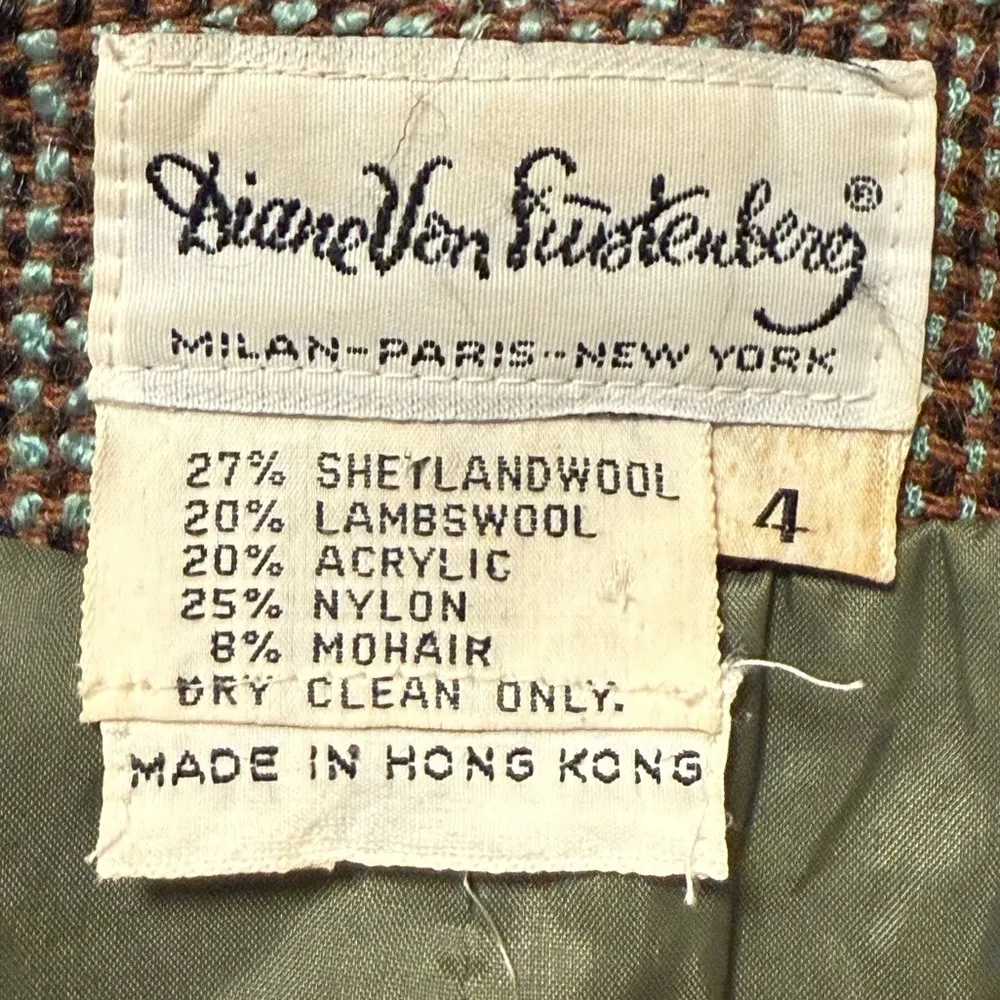 Diane Von Fürstenberg®
MILAN-PARIS--NEW YORK
27% SHETLANDWOOL
20% LAMBSWOOL
20% ACRYLIC
25% NYLON
8% MOHAIR
DRY CLEAN ONLY.
4
MADE IN HONG KONG